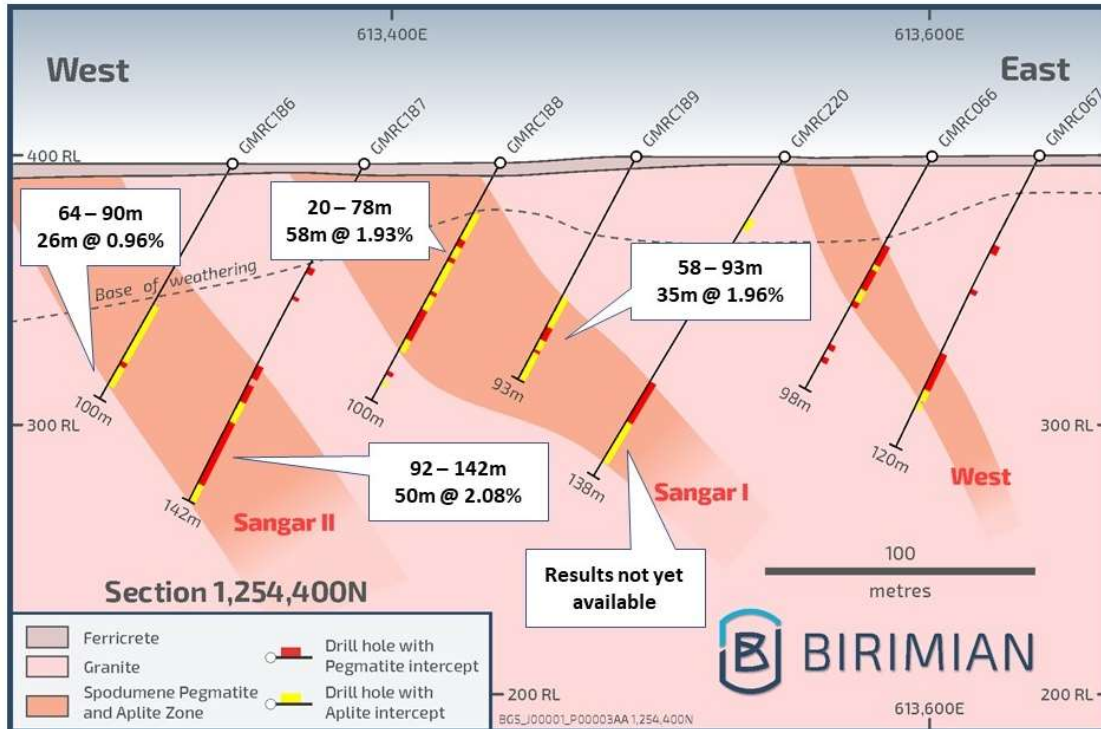 613,400E
613,600E
West
East
GMRC186
GMRC187
GMRC188
GMRC189
GMRC220
GMRC066
GMRC067
400 RL
64 – 90m
26m @ 0.96%
20 – 78m
58m @ 1.93%
58 – 93m
35m @ 1.96%
Base of weathering
100m
100m
93m
98m
300 RL
300 RL
120m
142m
138m
92 – 142m
50m @ 2.08%
Sangar II
Sangar I
West
Results not yet
available
100
metres
Section 1,254,400N
Ferricrete
Granite
Spodumene Pegmatite
and Aplite Zone
Drill hole with
Pegmatite intercept
Drill hole with
Aplite intercept
BIRIMIAN
200 RL
200 RL
BGS_J00001_P00003AA 1,254,400N
613,600E